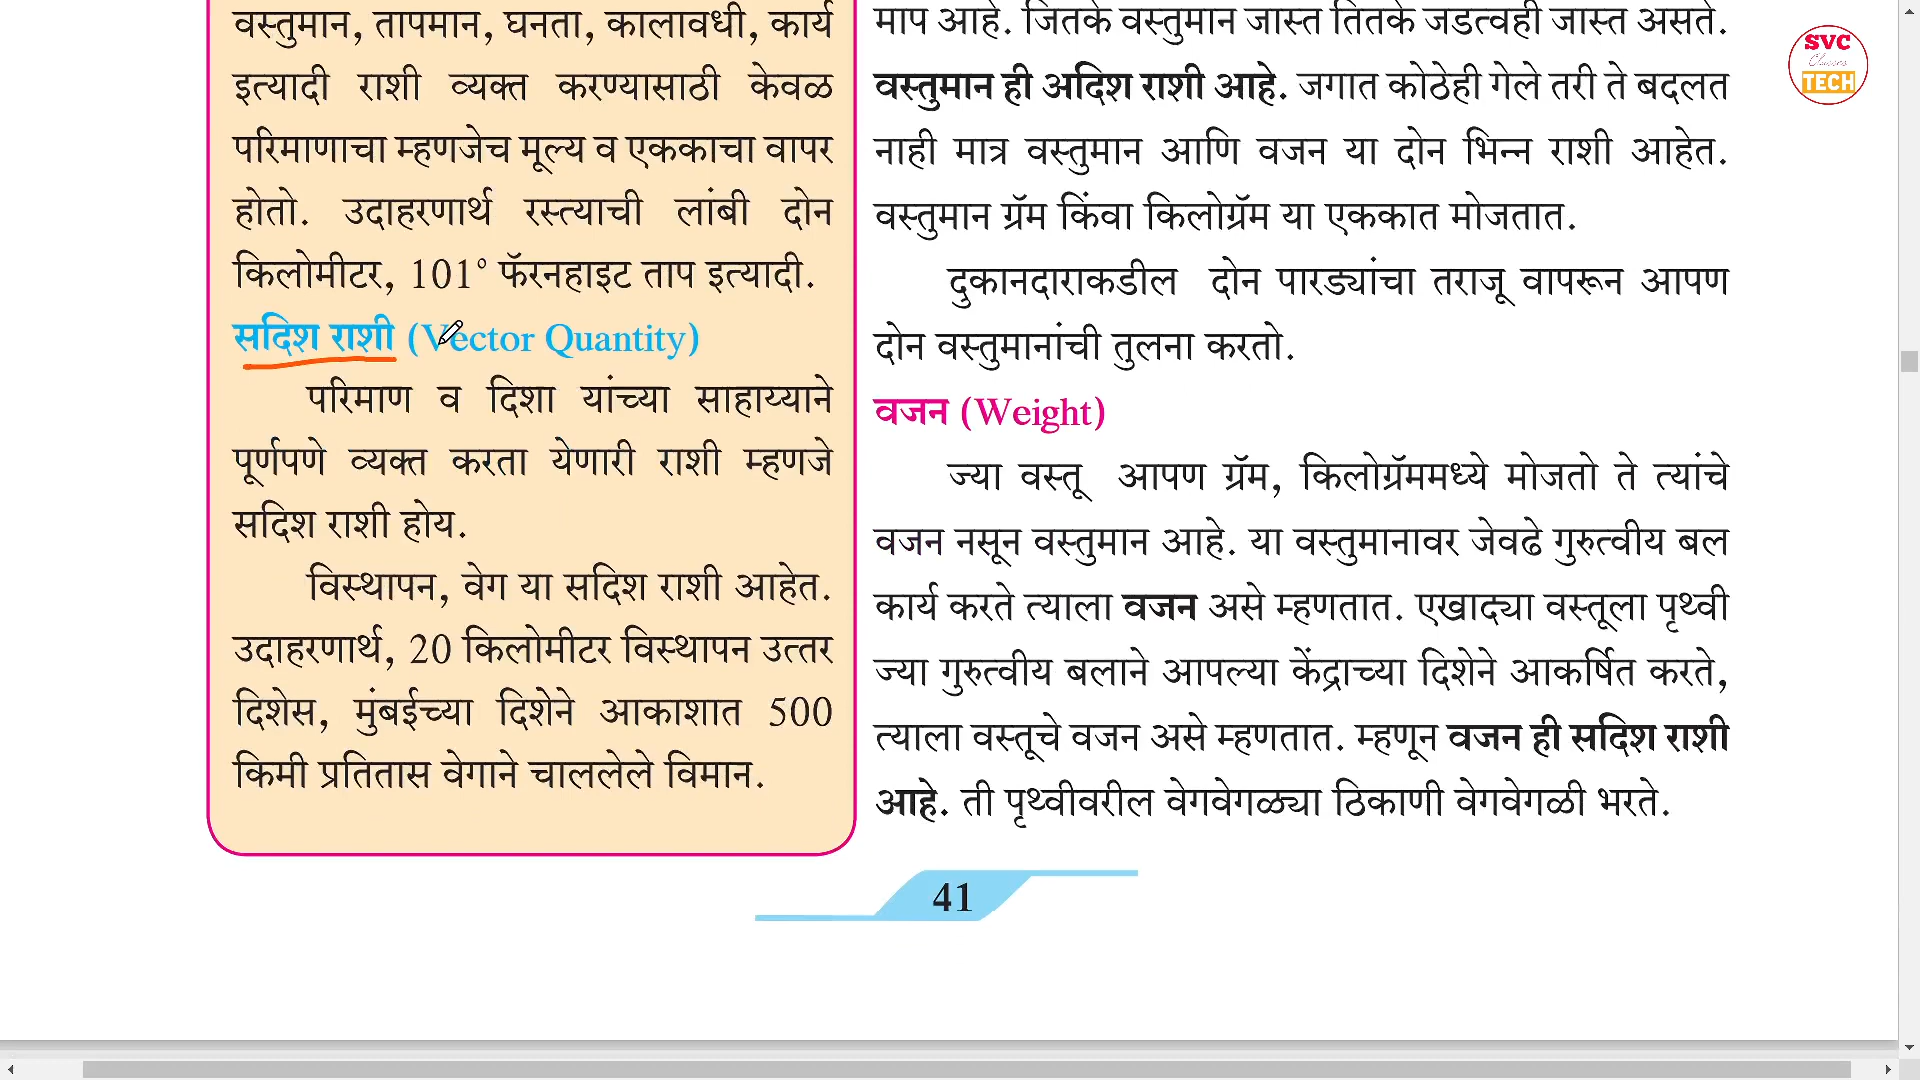 वस्तुमान, तापमान, घनता, कालावधी, कार्य
इत्यादी राशी व्यक्त करण्यासाठी केवळ
परिमाणाचा म्हणजेच मूल्य व एककाचा वापर
होतो. उदाहरणार्थ रस्त्याची लांबी दोन
किलोमीटर, 101° फॅरनहाइट ताप इत्यादी.
सदिश राशी (Vector Quantity)
परिमाण व दिशा यांच्या साहाय्याने
पूर्णपणे व्यक्त करता येणारी राशी म्हणजे
सदिश राशी होय.
विस्थापन, वेग या सदिश राशी आहेत.
उदाहरणार्थ, 20 किलोमीटर विस्थापन उत्तर
दिशेस, मुंबईच्या दिशेने आकाशात 500
किमी प्रतितास वेगाने चाललेले विमान.
माप आहे. जितके वस्तुमान जास्त तितके जडत्वही जास्त असते.
वस्तुमान ही अदिश राशी आहे. जगात कोठेही गेले तरी ते बदलत
नाही मात्र वस्तुमान आणि वजन या दोन भिन्न राशी आहेत.
वस्तुमान ग्रॅम किंवा किलोग्रॅम या एककात मोजतात.
दुकानदाराकडील दोन पारड्यांचा तराजू वापरून आपण
दोन वस्तुमानांची तुलना करतो.
वजन (Weight)
ज्या वस्तू आपण ग्रॅम, किलोग्रॅममध्ये मोजतो ते त्यांचे
वजन नसून वस्तुमान आहे. या वस्तुमानावर जेवढे गुरुत्वीय बल
कार्य करते त्याला वजन असे म्हणतात. एखाद्या वस्तूला पृथ्वी
ज्या गुरुत्वीय बलाने आपल्या केंद्राच्या दिशेने आकर्षित करते,
त्याला वस्तूचे वजन असे म्हणतात. म्हणून वजन ही सदिश राशी
आहे. ती पृथ्वीवरील वेगवेगळ्या ठिकाणी वेगवेगळी भरते.
41
SVC
Classes
TECH